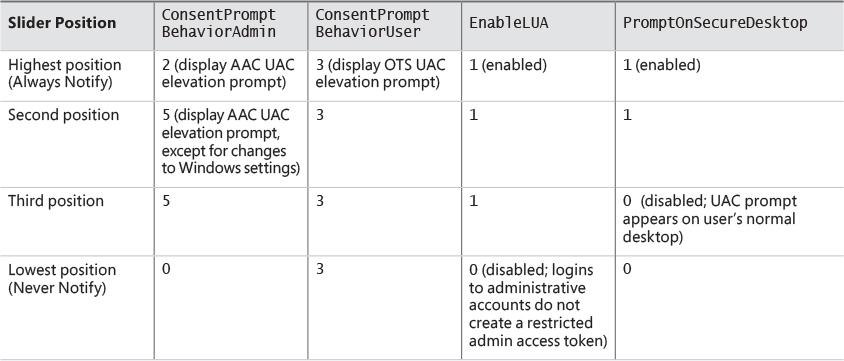 Slider Position
ConsentPrompt
BehaviorAdmin
ConsentPrompt
BehaviorUser
EnableLUA
PromptOnSecureDesktop
Highest position
(Always Notify)
2 (display AAC UAC
elevation prompt)
3 (display OTS UAC
elevation prompt)
1 (enabled)
1 (enabled)
Second position
5 (display AAC UAC
elevation prompt,
except for changes
to Windows settings)
3
1
1
Third position
5
3
1
0 (disabled; UAC prompt
appears on user's normal
desktop)
Lowest position
(Never Notify)
0
3
0 (disabled; logins
to administrative
accounts do not
create a restricted
admin access token)
0